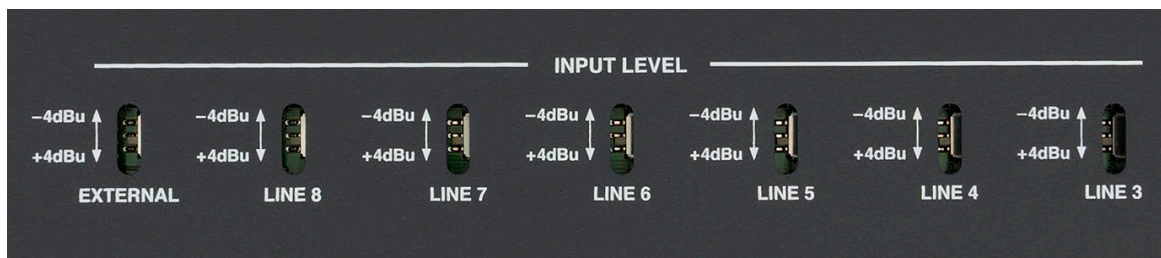 INPUT LEVEL
−4dBu −4dBu −4dBu −4dBu −4dBu −4dBu −4dBu
+4dBu +4dBu +4dBu +4dBu +4dBu +4dBu +4dBu
EXTERNAL LINE 8 LINE 7 LINE 6 LINE 5 LINE 4 LINE 3